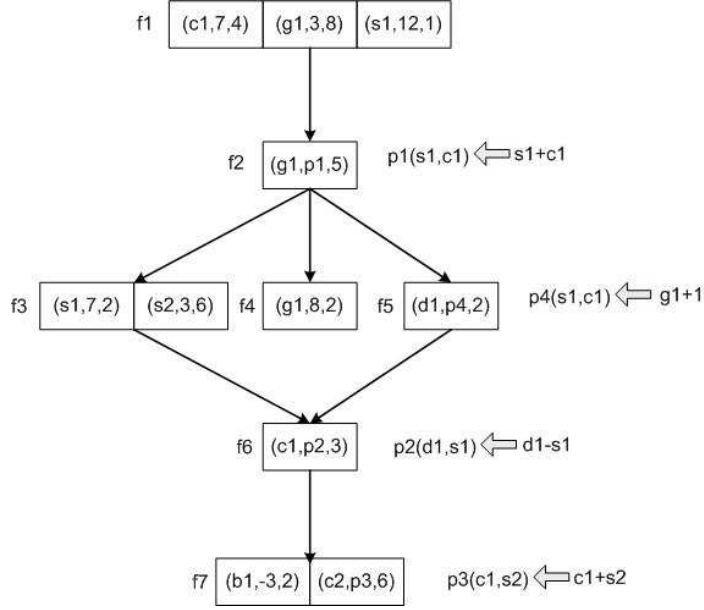 f1 (c1,7,4) (g1,3,8) (s1,12,1)
f2 (g1,p1,5) p1(s1,c1) s1+c1
f3 (s1,7,2) (s2,3,6) f4 (g1,8,2) f5 (d1,p4,2) p4(s1,c1) g1+1
f6 (c1,p2,3) p2(d1,s1) d1-s1
f7 (b1,-3,2) (c2,p3,6) p3(c1,s2) c1+s2